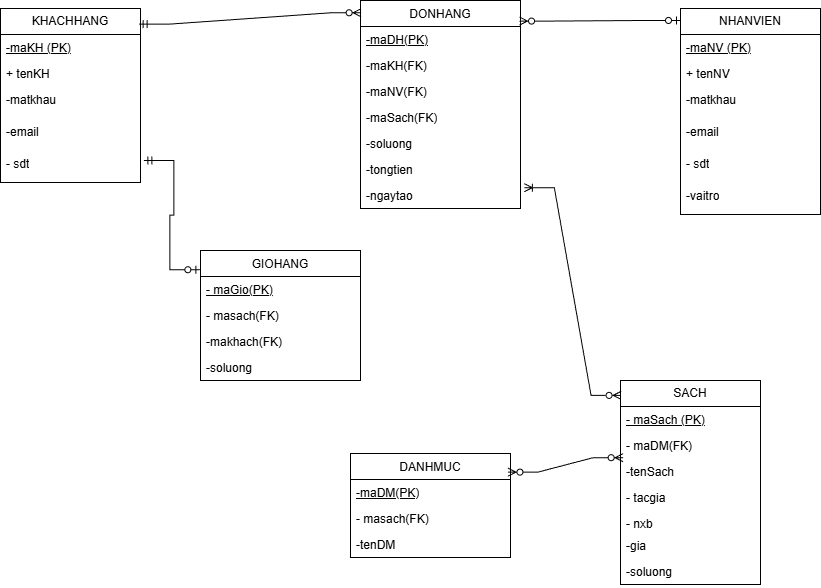 KHACHHANG
-maKH (PK)
+ tenKH
-matkhau
-email
- sdt
DONHANG
-maDH(PK)
-maKH(FK)
-maNV(FK)
-maSach(FK)
-soluong
-tongtien
-ngaytao
NHANVIEN
-maNV (PK)
+ tenNV
-matkhau
-email
- sdt
-vaitro
GIOHANG
- maGio(PK)
- masach(FK)
-makhach(FK)
-soluong
SACH
- maSach (PK)
- maDM(FK)
-tenSach
- tacgia
- nxb
-gia
-soluong
DANHMUC
-maDM(PK)
- masach(FK)
-tenDM